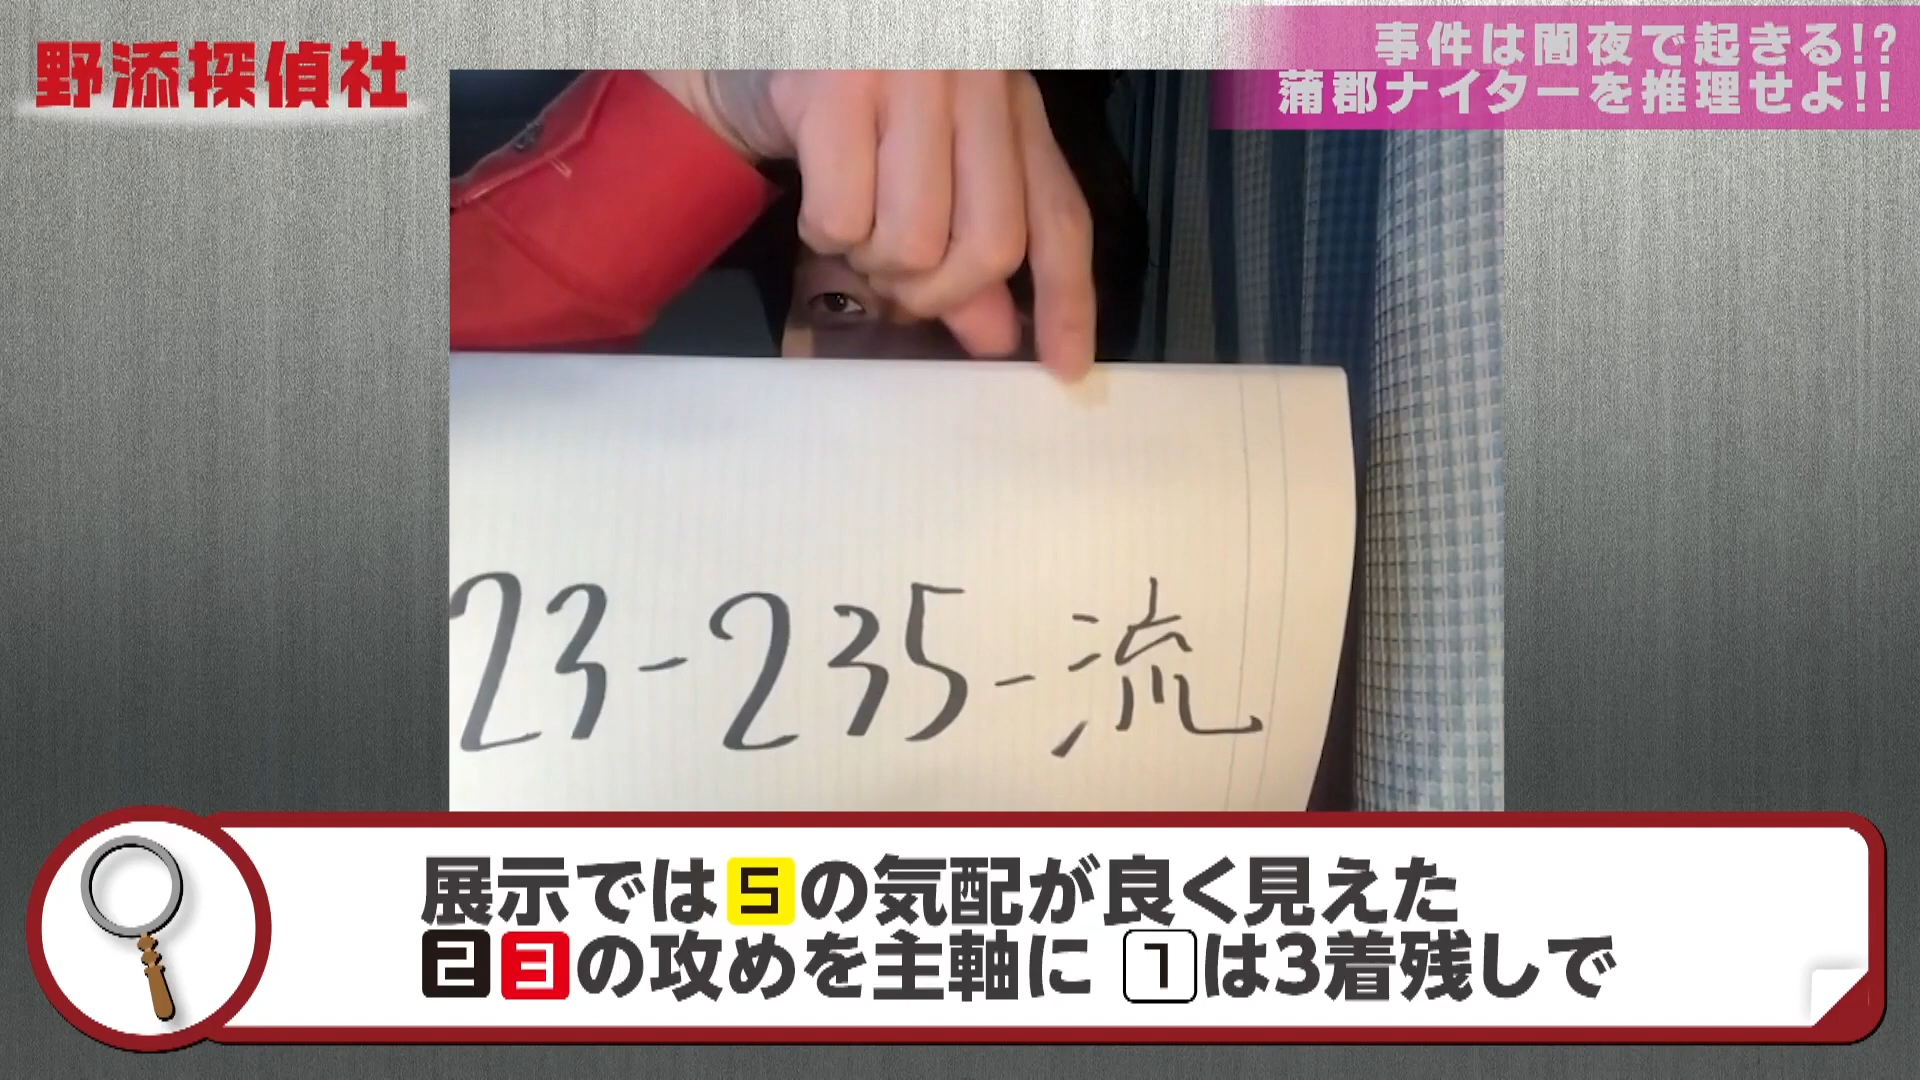 野添探偵社
事件は闇夜で起きる!?
蒲郡ナイターを推理せよ!!
23-235-流
展示では5の気配が良く見えた
23の攻めを主軸に 1は3着残しで